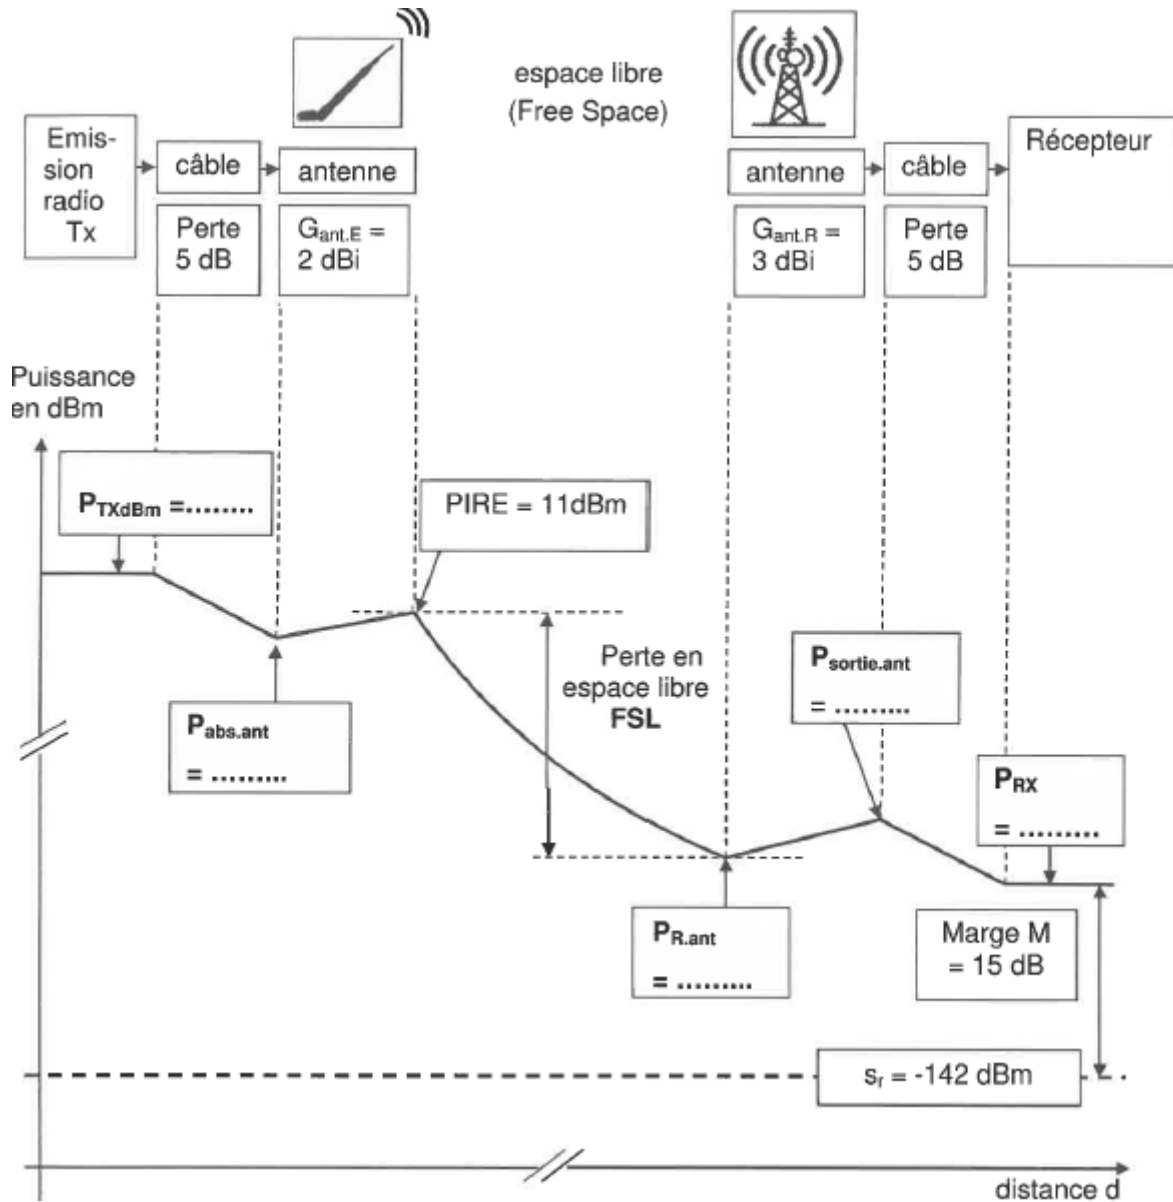 espace libre
(Free Space)
Emis-
sion
radio
Tx
câble
antenne
antenne
câble
Récepteur
Perte
5 dB
Gant.E =
2 dBi
Gant.R =
3 dBi
Perte
5 dB
Puissance
en dBm
PTXdBm =........
PIRE = 11dBm
Perte en
espace libre
FSL
Psortie.ant
= .........
Pabs.ant
= .........
PRX
= .........
PR.ant
= .........
Marge M
= 15 dB
sr = -142 dBm
distance d